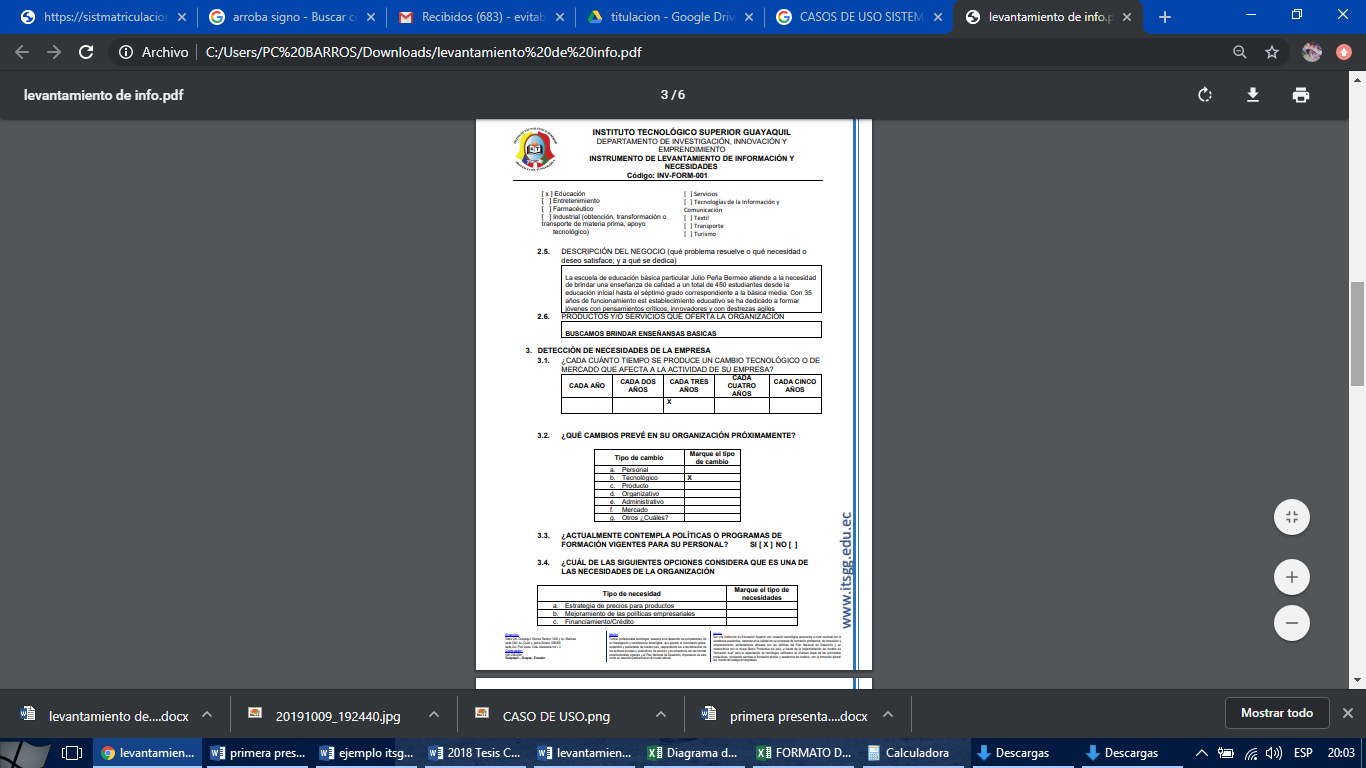 https://sistmatriculacion
arroba signo - Buscar co
Recibidos (683) - evitab
titulacion - Google Driv
CASOS DE USO SISTEM
levantamiento de info.p
Archivo
C:/Users/PC%20BARROS/Downloads/levantamiento%20de%20info.pdf
levantamiento de info.pdf
3 / 6
INSTITUTO TECNOLÓGICO SUPERIOR GUAYAQUIL
DEPARTAMENTO DE INVESTIGACIÓN, INNOVACIÓN Y
EMPRENDIMIENTO
INSTRUMENTO DE LEVANTAMIENTO DE INFORMACIÓN Y
NECESIDADES
Código: INV-FORM-001
[ x ] Educación
[ ] Entretenimiento
[ ] Farmacéutico
[ ] Industrial (obtención, transformación o
transporte de materia prima, apoyo
tecnológico)
[ ] Servicios
[ ] Tecnologías de la Información y
Comunicación
[ ] Textil
[ ] Transporte
[ ] Turismo
2.5. DESCRIPCIÓN DEL NEGOCIO (qué problema resuelve o qué necesidad o
deseo satisface; y a qué se dedica)
La escuela de educación básica particular Julio Peña Bermeo atiende a la necesidad
de brindar una enseñanza de calidad a un total de 450 estudiantes desde la
educación inicial hasta el séptimo grado correspondiente a la básica media. Con 35
años de funcionamiento est establecimiento educativo se ha dedicado a formar
jóvenes con pensamientos críticos, innovadores y con destrezas agiles
2.6. PRODUCTOS Y/O SERVICIOS QUE OFERTA LA ORGANIZACIÓN
BUSCAMOS BRINDAR ENSEÑANSAS BASICAS
3. DETECCIÓN DE NECESIDADES DE LA EMPRESA
3.1. ¿CADA CUÁNTO TIEMPO SE PRODUCE UN CAMBIO TECNOLÓGICO O DE
MERCADO QUE AFECTA A LA ACTIVIDAD DE SU EMPRESA?
CADA AÑO
CADA DOS
AÑOS
CADA TRES
AÑOS
CADA
CUATRO
AÑOS
CADA CINCO
AÑOS
X
3.2. ¿QUÉ CAMBIOS PREVÉ EN SU ORGANIZACIÓN PRÓXIMAMENTE?
Tipo de cambio
Marque el tipo
de cambio
a. Personal
b. Tecnológico X
c. Producto
d. Organizativo
e. Administrativo
f. Mercado
g. Otros ¿Cuáles?
3.3. ¿ACTUALMENTE CONTEMPLA POLÍTICAS O PROGRAMAS DE
FORMACIÓN VIGENTES PARA SU PERSONAL? SI [ X ] NO [ ]
3.4. ¿CUÁL DE LAS SIGUIENTES OPCIONES CONSIDERA QUE ES UNA DE
LAS NECESIDADES DE LA ORGANIZACIÓN
Tipo de necesidad
Marque el tipo de
necesidades
a. Estrategia de precios para productos
b. Mejoramiento de las políticas empresariales
c. Financiamiento/Crédito
www.itsgg.edu.ec
Guayaquil - Guayas - Ecuador
levantamiento de....docx
20191009_192440.jpg
CASO DE USO.png
primera presenta....docx
Mostrar todo
levantamien...
primera pres...
ejemplo itsg...
2018 Tesis C...
levantamien...
Diagrama d...
FORMATO D...
Calculadora
Descargas
Descargas
ESP
20:03